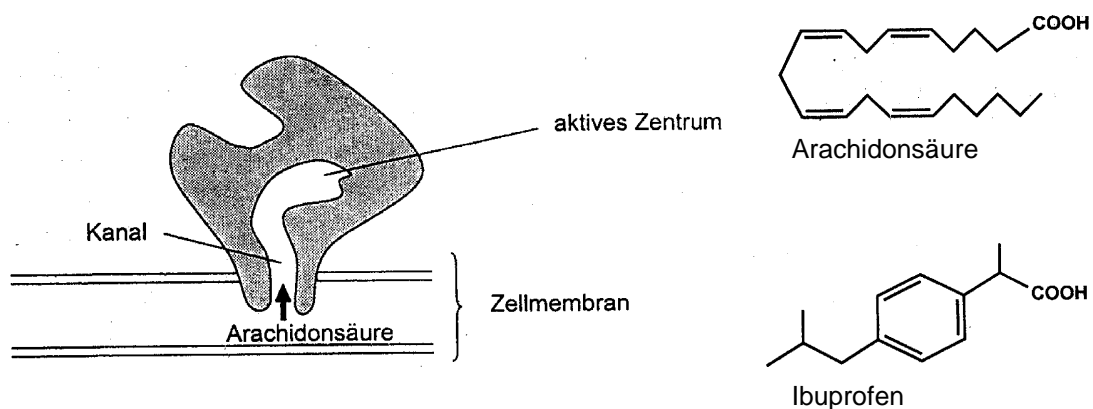 COOH
Arachidonsäure
aktives Zentrum
Kanal
Zellmembran
Arachidonsäure
COOH
Ibuprofen